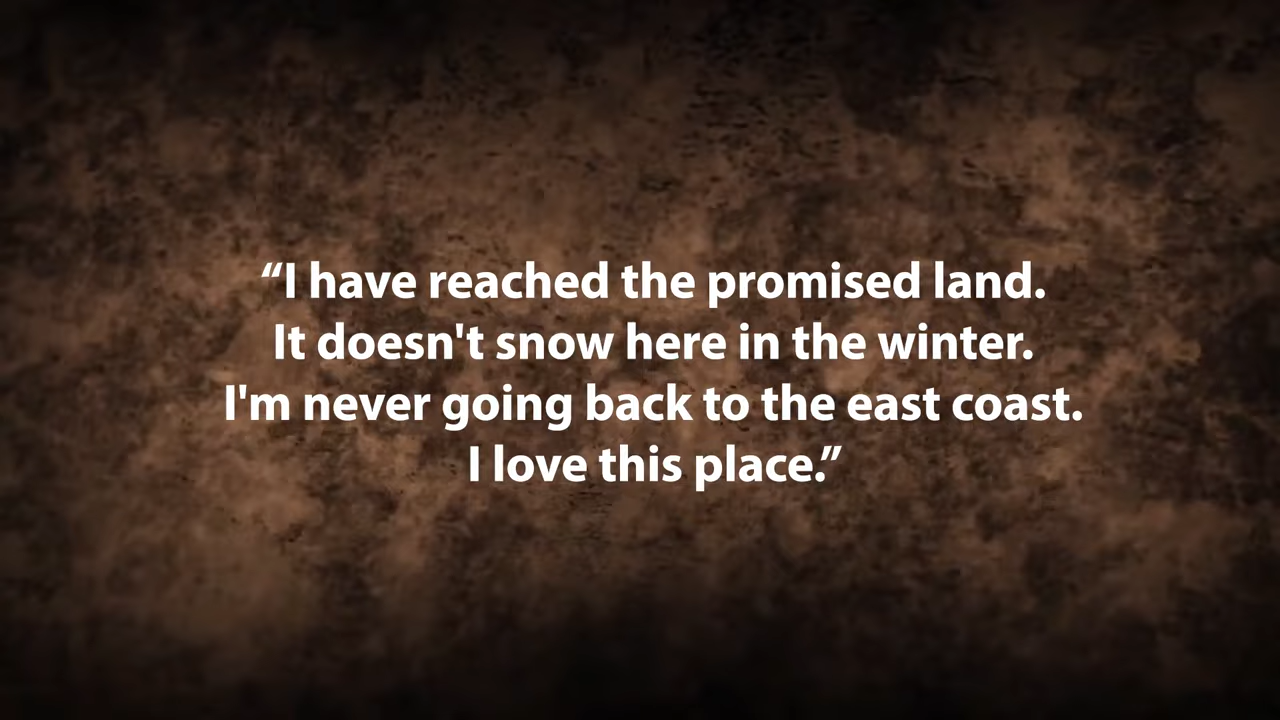 “I have reached the promised land.
It doesn't snow here in the winter.
I'm never going back to the east coast.
I love this place.”